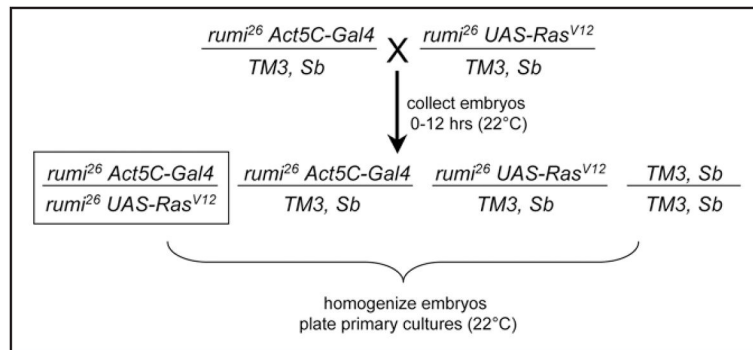 rumi²⁶ Act5C-Gal4 X rumi²⁶ UAS-Rasⱽ¹²
TM3, Sb TM3, Sb
collect embryos
0-12 hrs (22°C)
rumi²⁶ Act5C-Gal4 rumi²⁶ Act5C-Gal4 rumi²⁶ UAS-Rasⱽ¹² TM3, Sb
rumi²⁶ UAS-Rasⱽ¹² TM3, Sb TM3, Sb TM3, Sb
homogenize embryos
plate primary cultures (22°C)